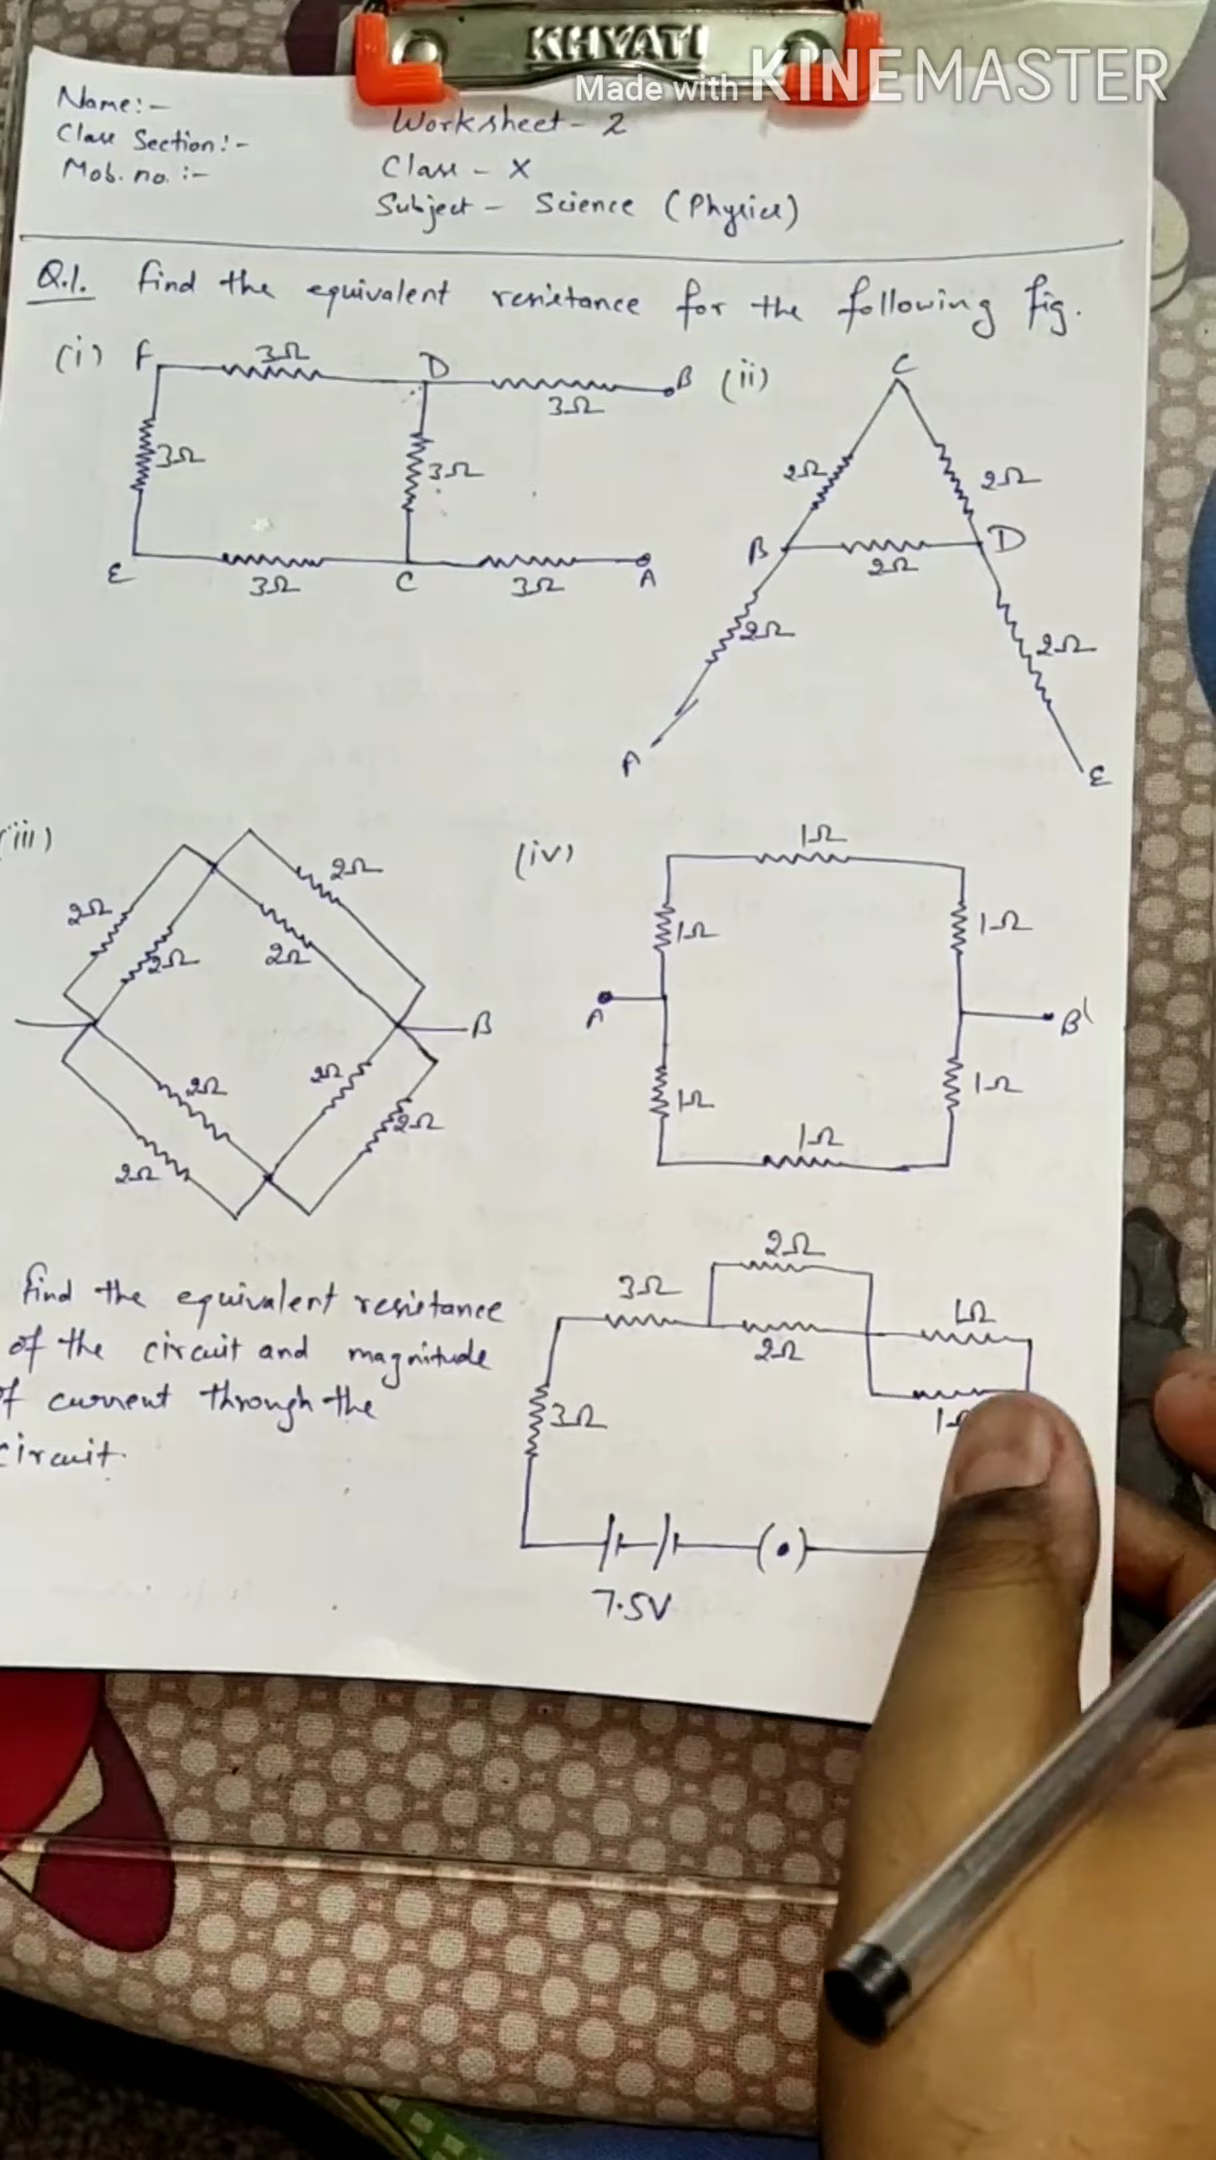 KHYATI
Made with KINEMASTER
Name:-
Class Section:-
Mob. no. :-
Worksheet - 2
Class - X
Subject - Science (Physics)
Q.1. find the equivalent resistance for the following fig.
(i) F 3Ω D B
3Ω
3Ω
3Ω
E 3Ω C 3Ω A
(ii) C
2Ω 2Ω
B D
2Ω
2Ω 2Ω
A E
(iii)
2Ω
2Ω
2Ω 2Ω
B
2Ω 2Ω
2Ω
2Ω
(iv) 1Ω
1Ω 1Ω
A B
1Ω 1Ω
1Ω
find the equivalent resistance
of the circuit and magnitude
of current through the
circuit.
2Ω
3Ω 1Ω
2Ω
3Ω
7.5V